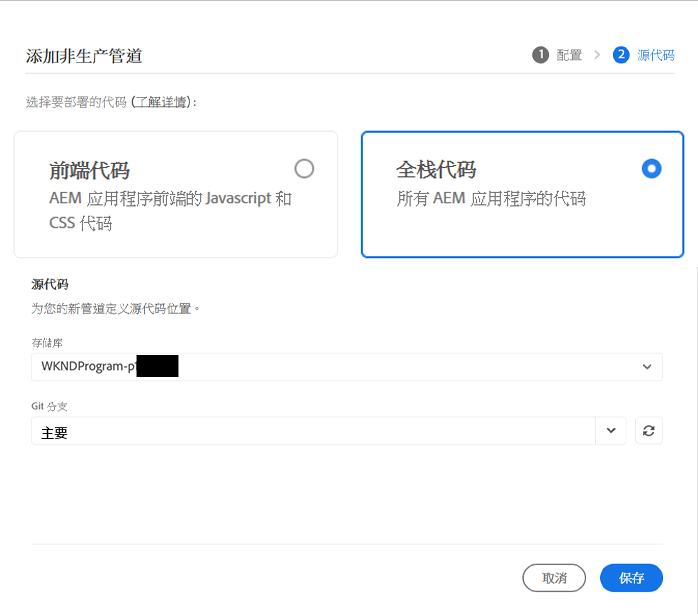 添加非生产管道
1 配置 > 2 源代码
选择要部署的代码 (了解详情):
前端代码
AEM 应用程序前端的 Javascript 和
CSS 代码
全栈代码
所有 AEM 应用程序的代码
源代码
为您的新管道定义源代码位置。
存储库
WKNDProgram-p
Git 分支
主要
取消
保存